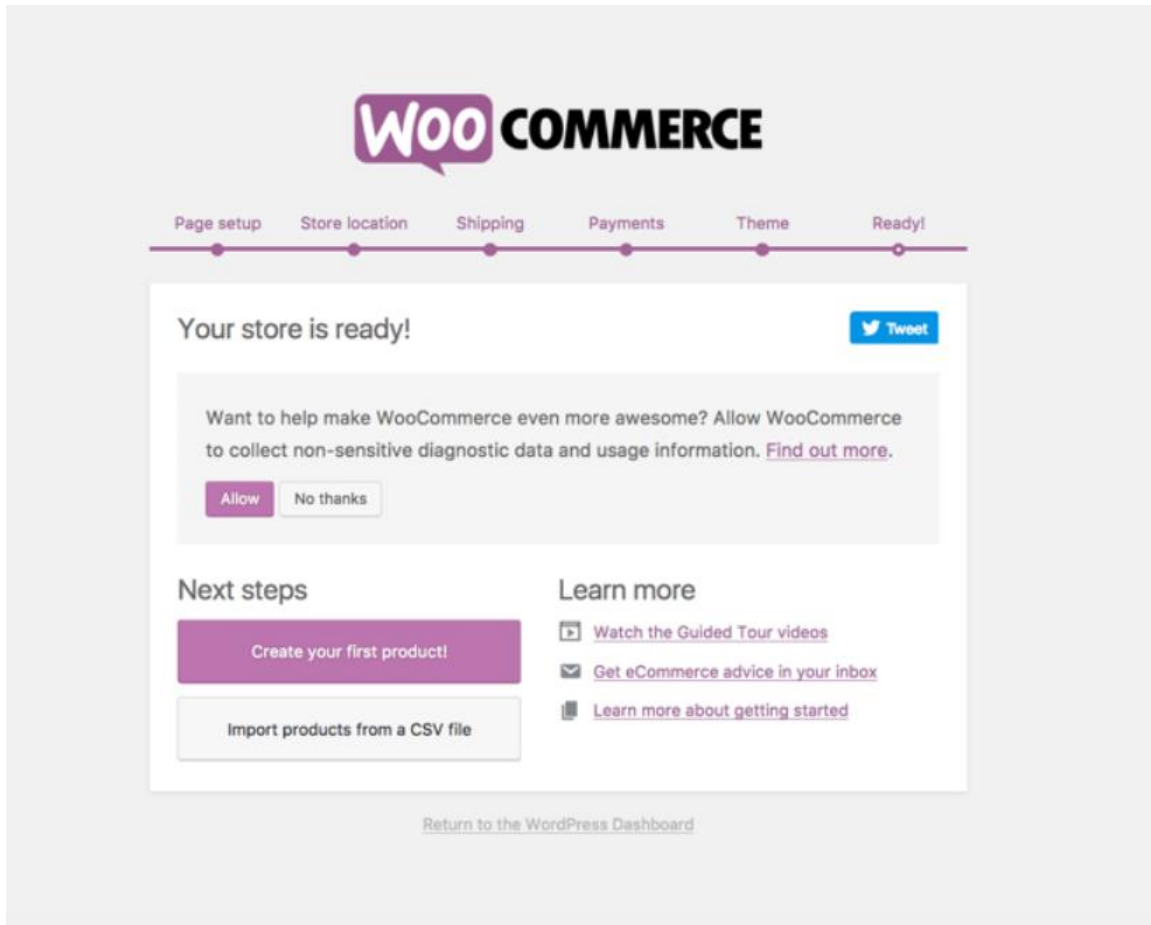 WOO COMMERCE
Page setup Store location Shipping Payments Theme Ready!
Your store is ready!
Tweet
Want to help make WooCommerce even more awesome? Allow WooCommerce
to collect non-sensitive diagnostic data and usage information. Find out more.
Allow No thanks
Next steps
Create your first product!
Import products from a CSV file
Learn more
Watch the Guided Tour videos
Get eCommerce advice in your inbox
Learn more about getting started
Return to the WordPress Dashboard